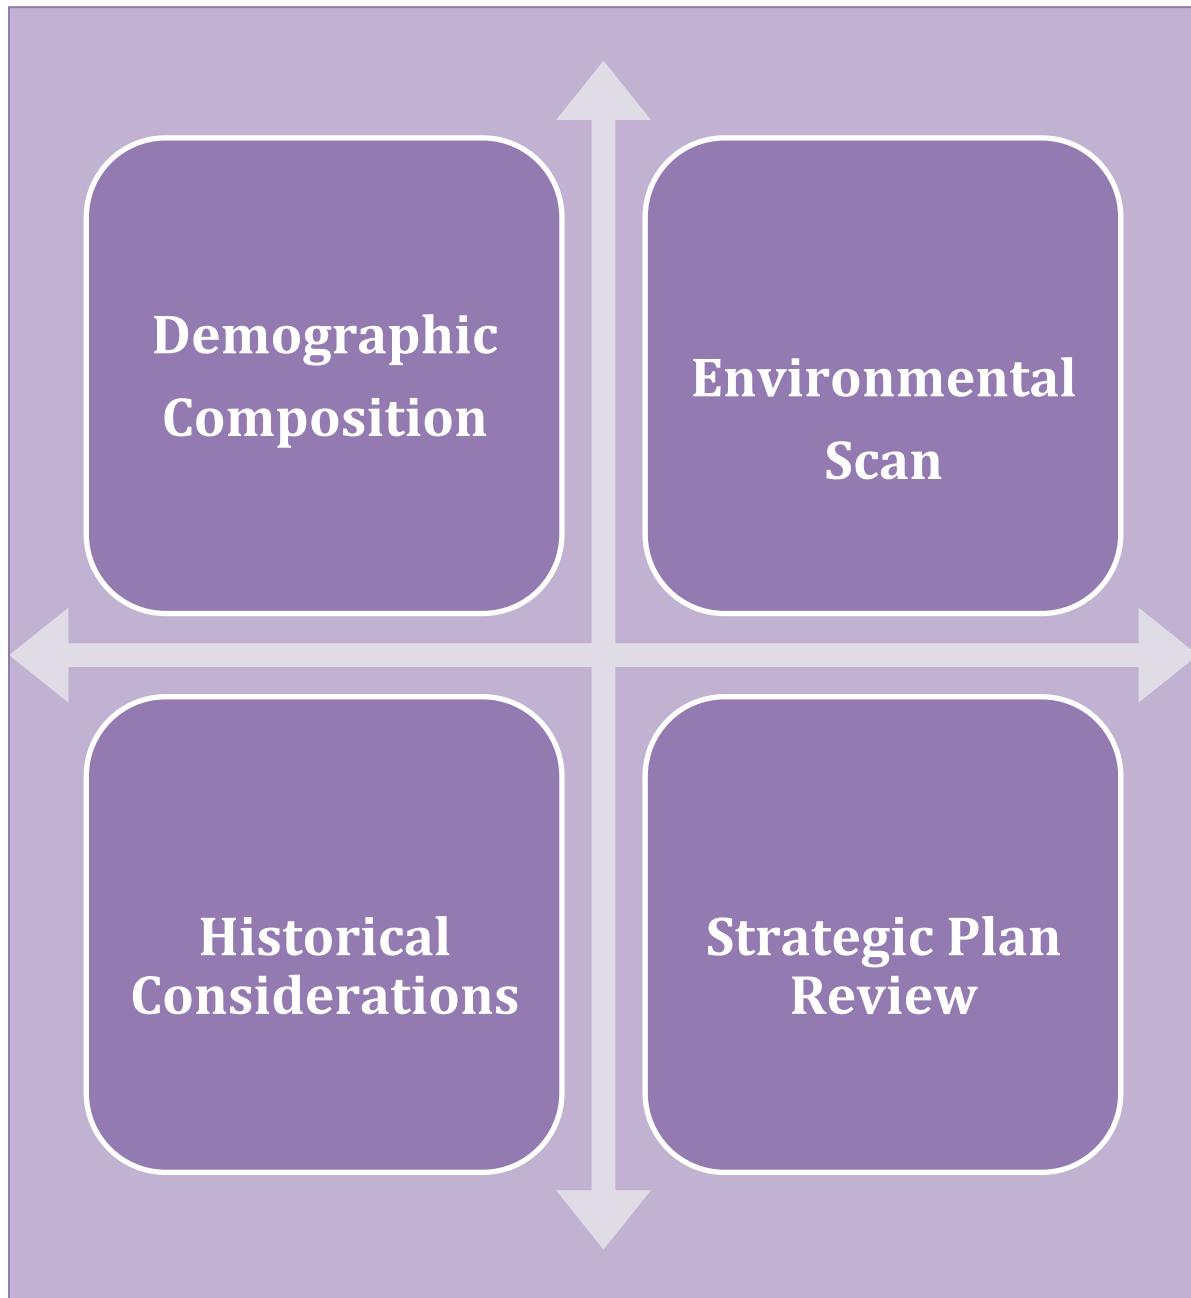 Demographic
Composition
Environmental
Scan
Historical
Considerations
Strategic Plan
Review